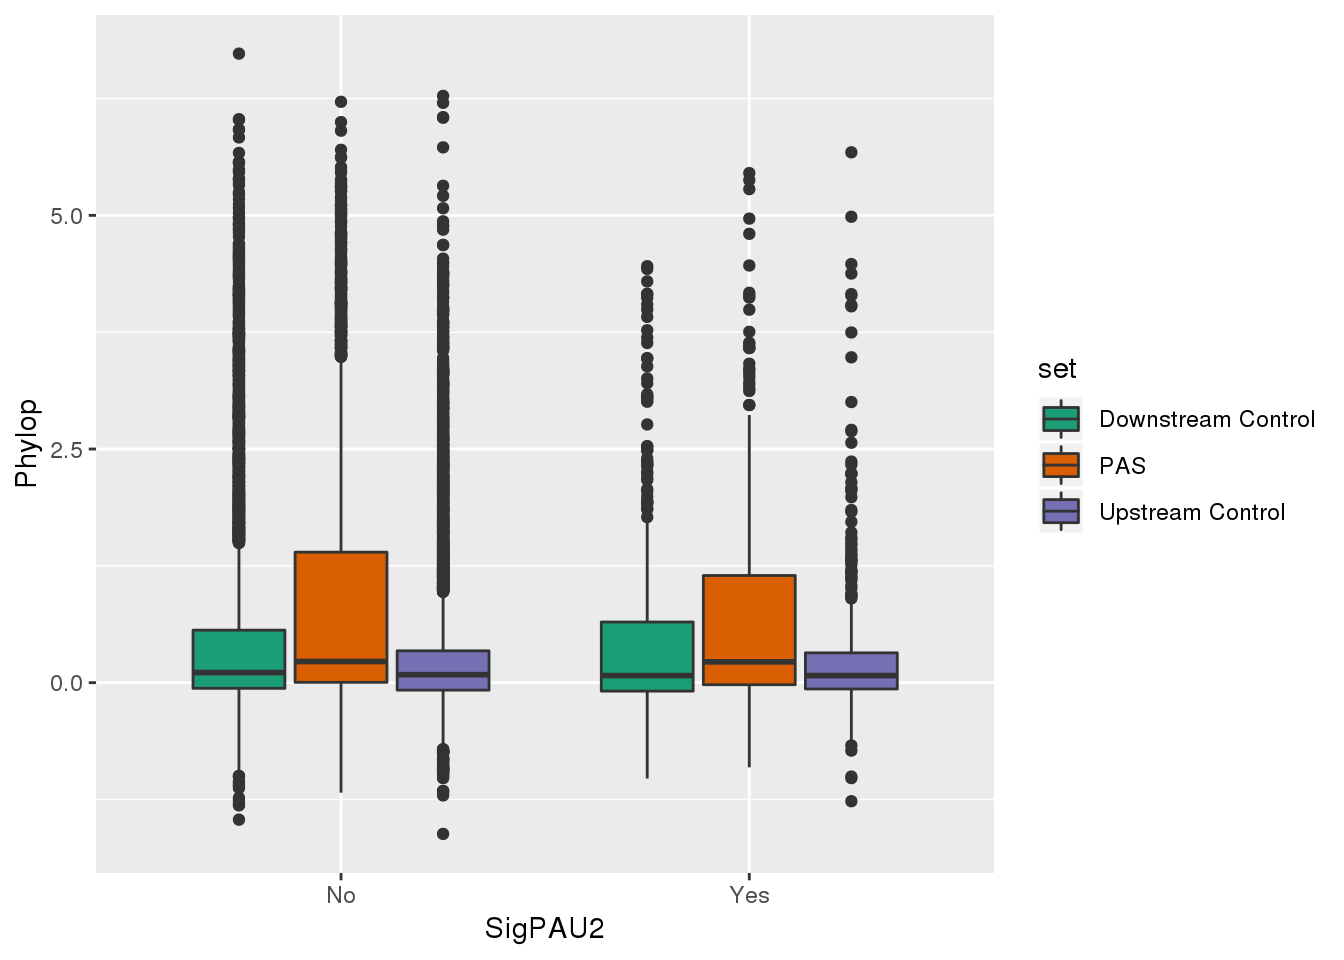 Phylop
5.0
2.5
0.0
No
Yes
SigPAU2
set
Downstream Control
PAS
Upstream Control